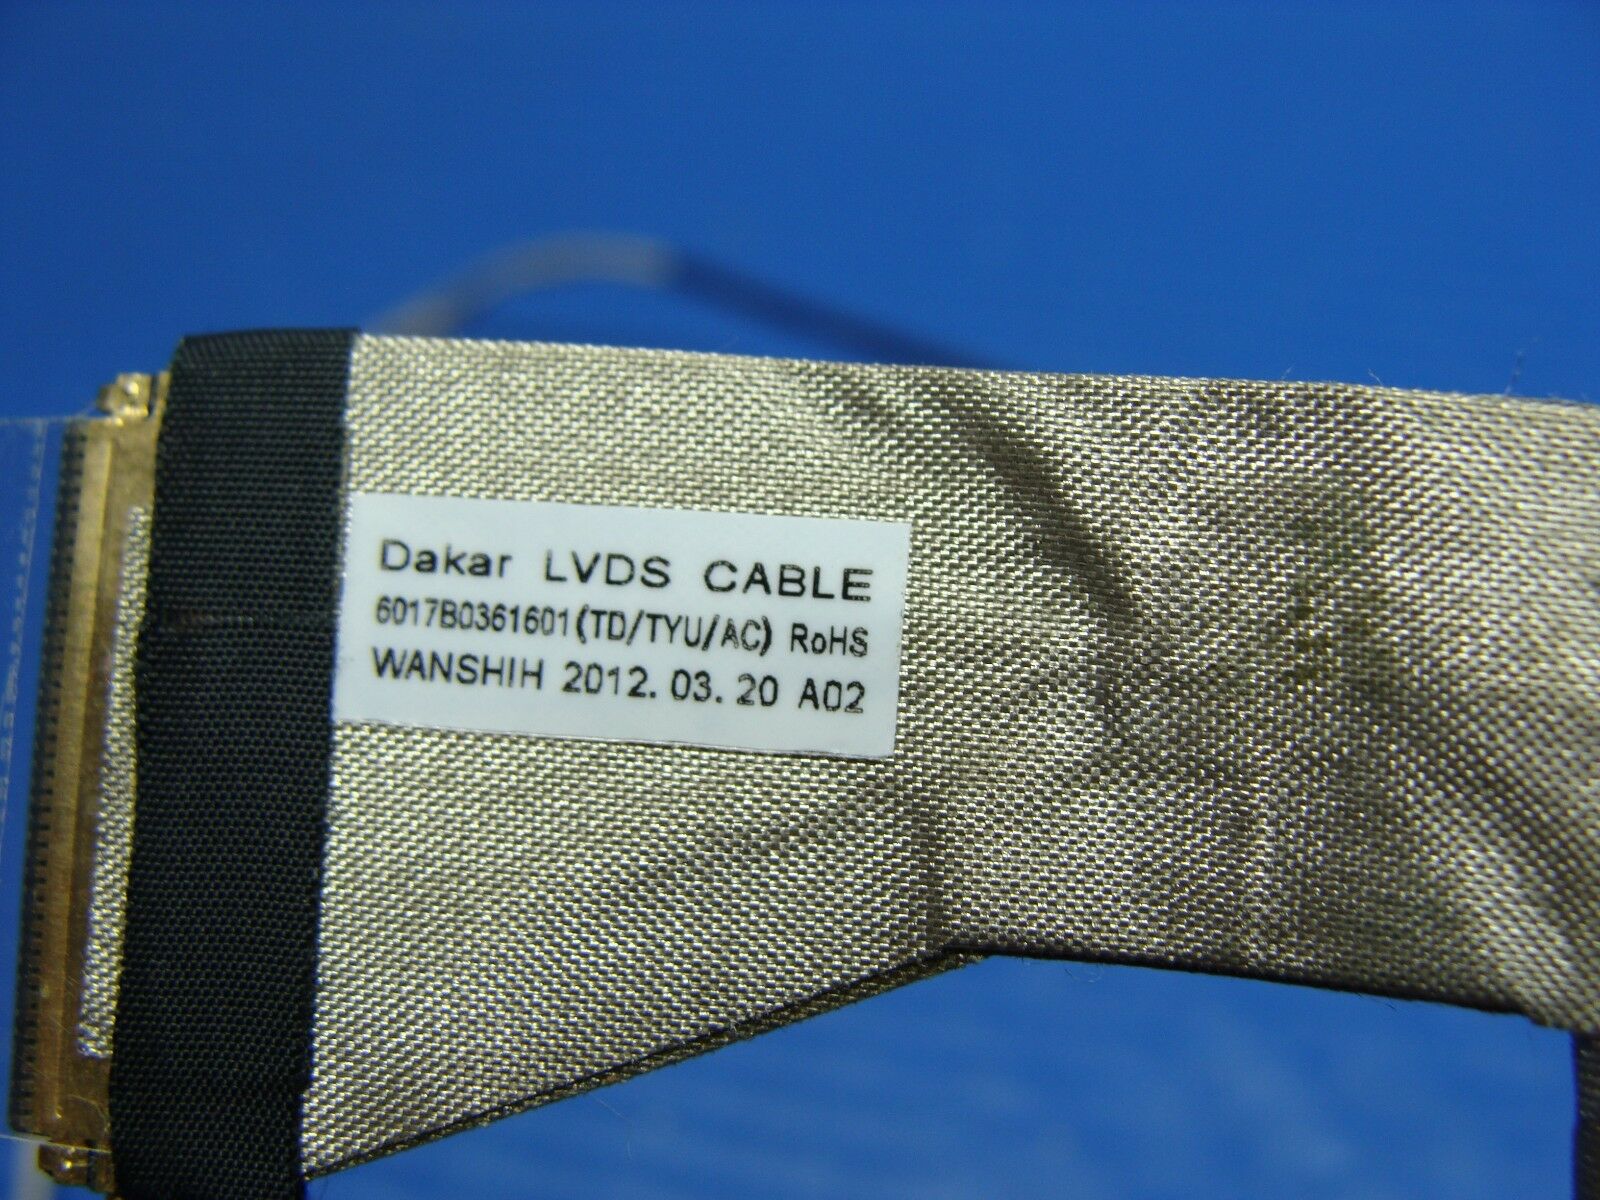 Dakar LVDS CABLE
6017B0361601(TD/TYU/AC) RoHS
WANSHIH 2012. 03. 20 A02